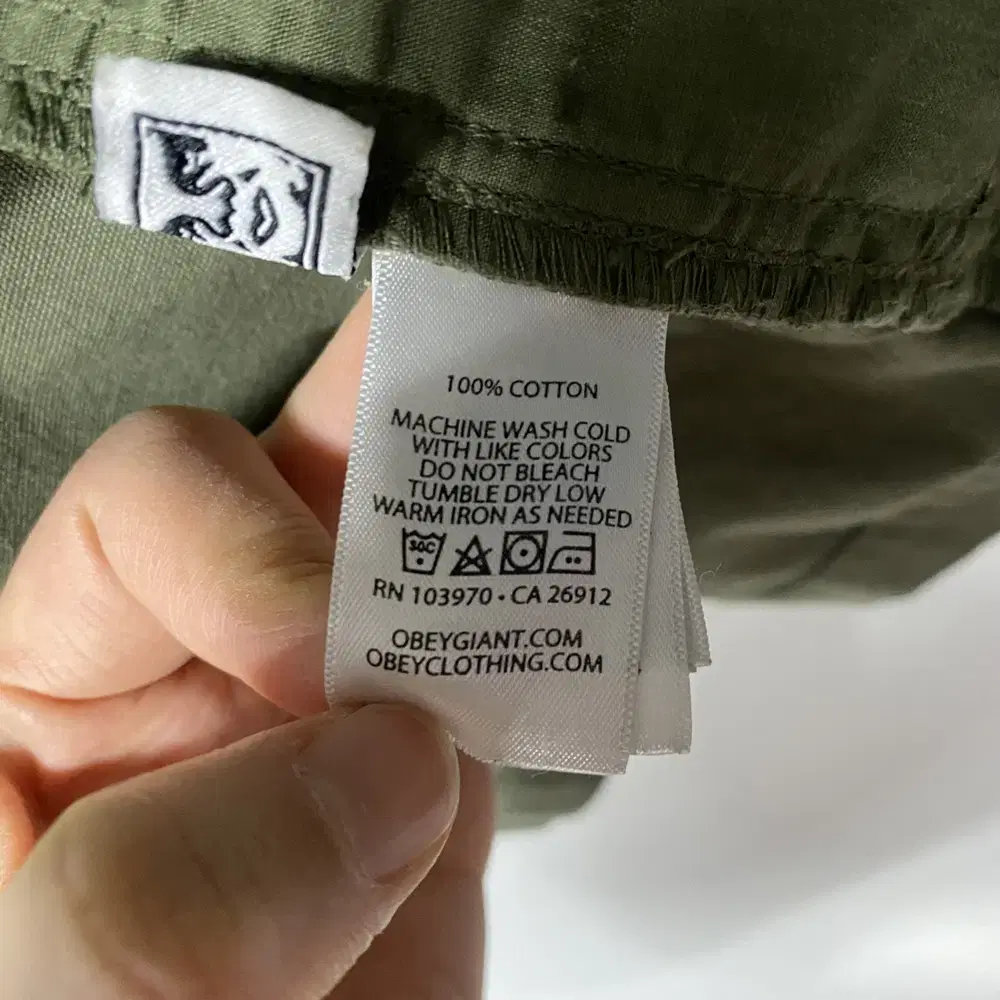 100% COTTON
MACHINE WASH COLD
WITH LIKE COLORS
DO NOT BLEACH
TUMBLE DRY LOW
WARM IRON AS NEEDED
30C
RN 103970 • CA 26912
OBEYGIANT.COM
OBEYCLOTHING.COM